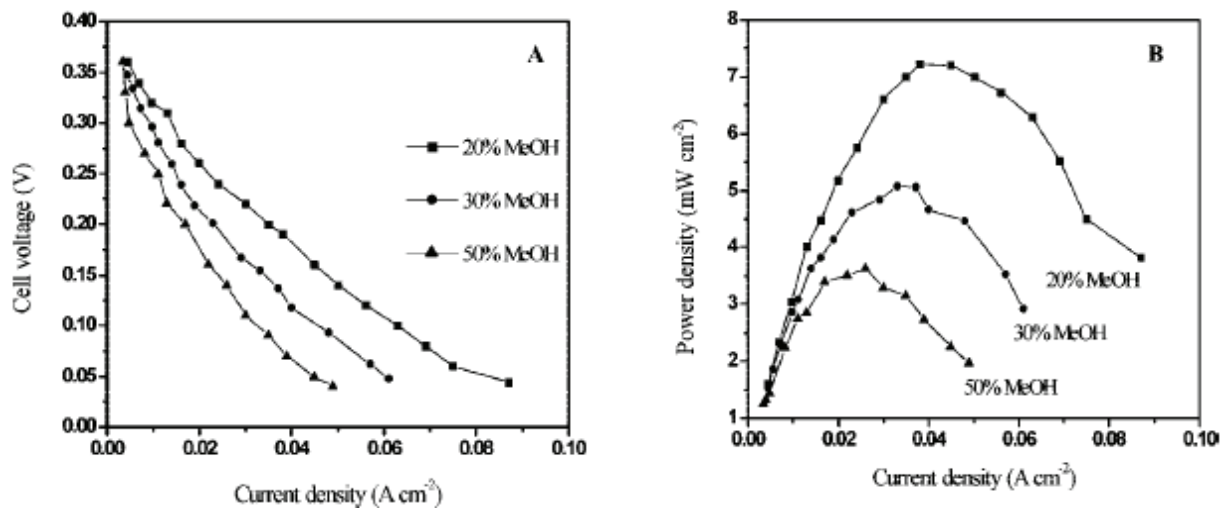 A
0.40
0.35
0.30
0.25
0.20
0.15
0.10
0.05
0.00
Cell voltage (V)
20% MeOH
30% MeOH
50% MeOH
0.00 0.02 0.04 0.06 0.08 0.10
Current density (A cm⁻²)
B
8
7
6
5
4
3
2
1
Power density (mW cm⁻²)
20% MeOH
30% MeOH
50% MeOH
0.00 0.02 0.04 0.06 0.08 0.10
Current density (A cm⁻²)